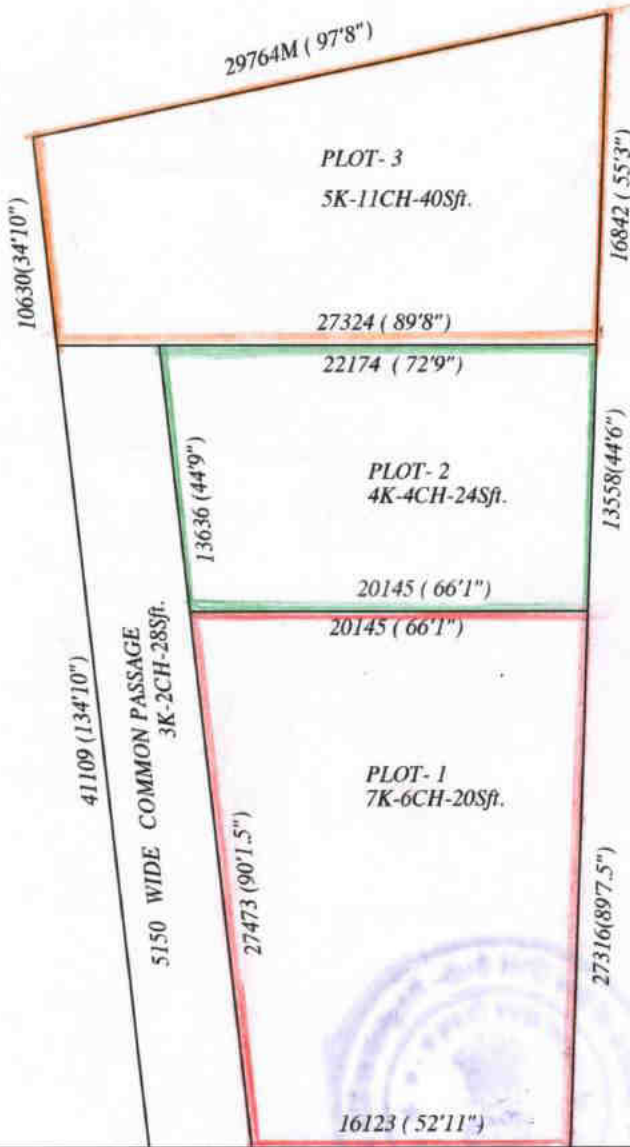 29764M ( 97'8")
PLOT- 3
5K-11CH-40Sft.
10630(34'10")
16842 ( 55'3")
27324 ( 89'8")
22174 ( 72'9")
PLOT- 2
4K-4CH-24Sft.
13636 (44'9")
13558(44'6")
20145 ( 66'1")
20145 ( 66'1")
41109 (134'10")
5150 WIDE COMMON PASSAGE
3K-2CH-28Sft.
PLOT- 1
7K-6CH-20Sft.
27473 (90'1.5")
27316(89'7.5")
16123 ( 52'11")